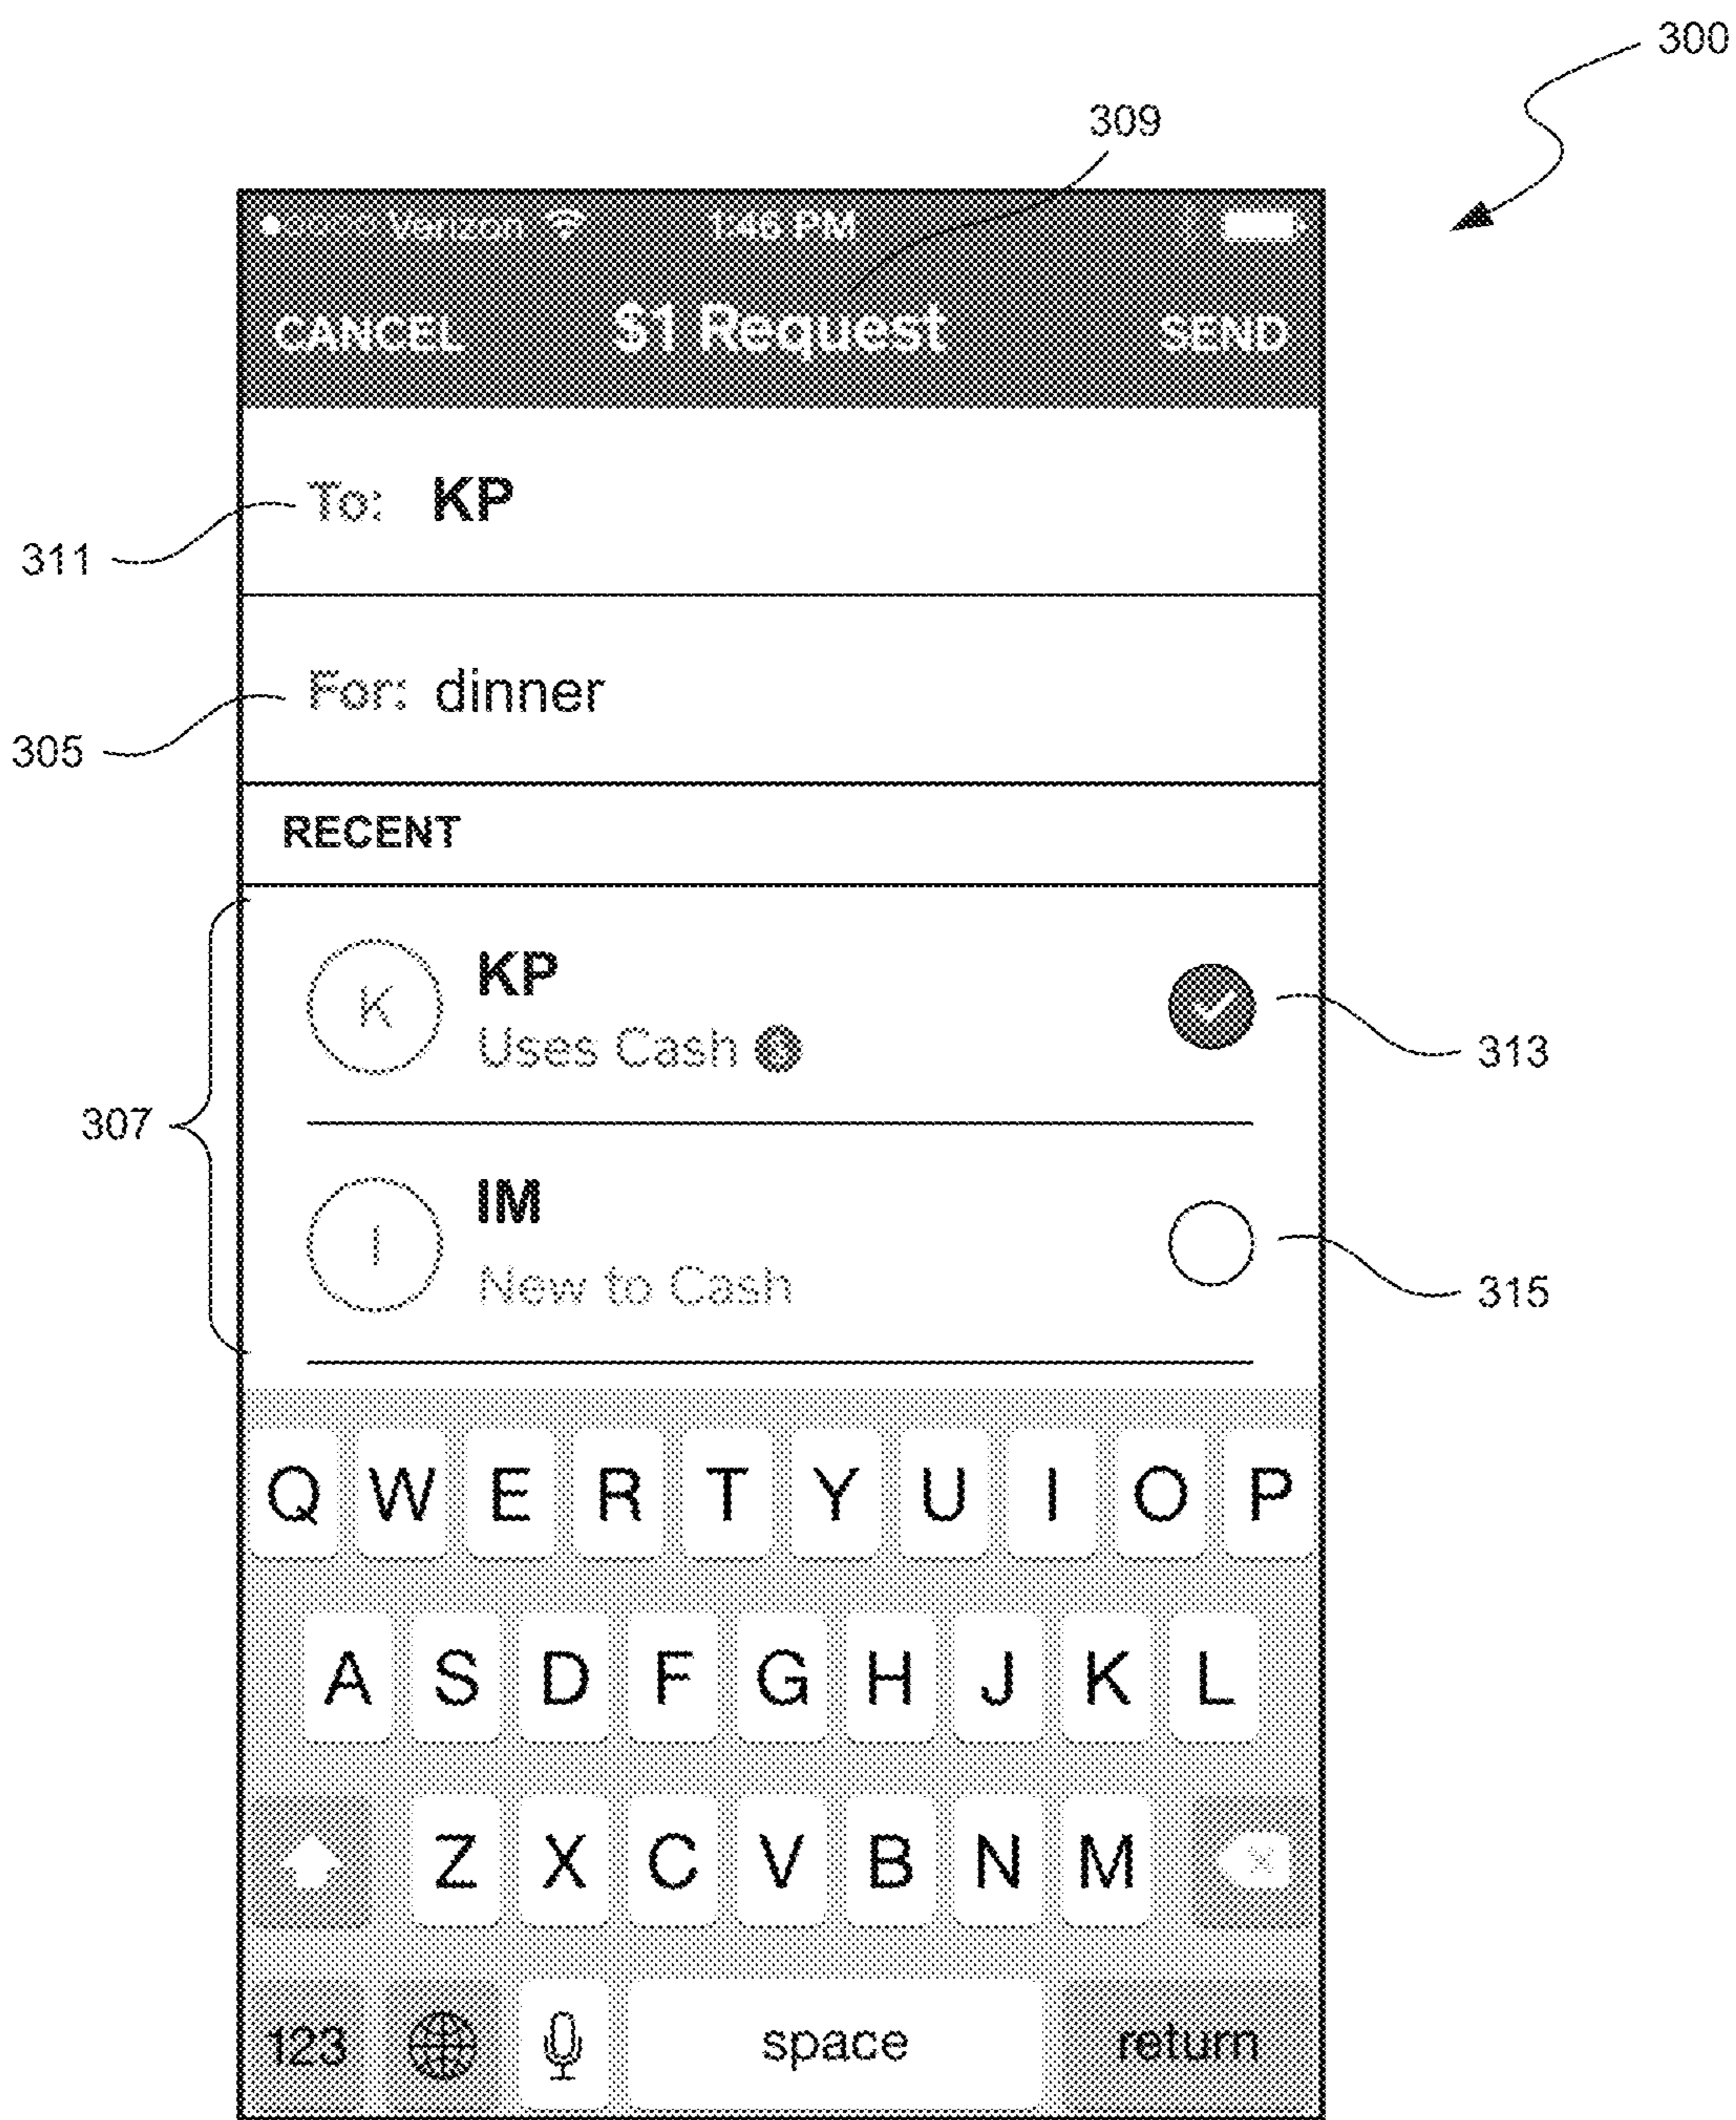 300
309
Verizon 1:46 PM
CANCEL $1 Request SEND
311 To: KP
305 For: dinner
RECENT
307
K KP
Uses Cash
313
I IM
New to Cash
315
Q W E R T Y U I O P
A S D F G H J K L
Z X C V B N M
123 space return